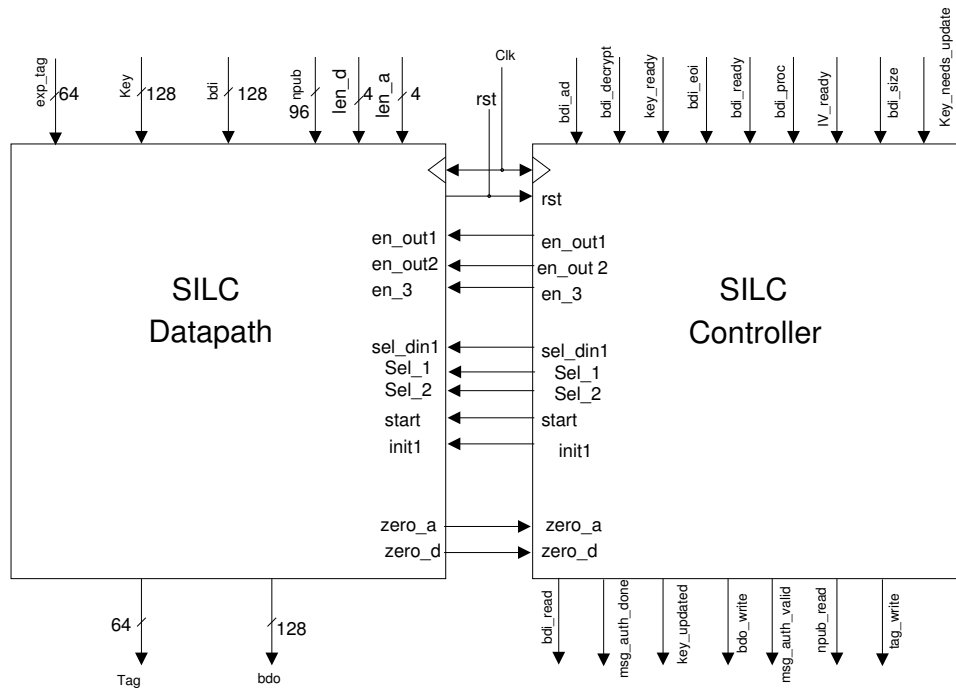 Clk
rst
exp_tag
64
Key
128
bdi
128
npub
96
len_d
4
len_a
4
bdi_ad
bdi_decrypt
key_ready
bdi_eoi
bdi_ready
bdi_proc
IV_ready
bdi_size
Key_needs_update
rst
en_out1
en_out1
en_out2
en_out 2
en_3
en_3
SILC
Datapath
SILC
Controller
sel_din1
sel_din1
Sel_1
Sel_1
Sel_2
Sel_2
start
start
init1
init1
zero_a
zero_a
zero_d
zero_d
64
Tag
128
bdo
bdi_read
msg_auth_done
key_updated
bdo_write
msg_auth_valid
npub_read
tag_write